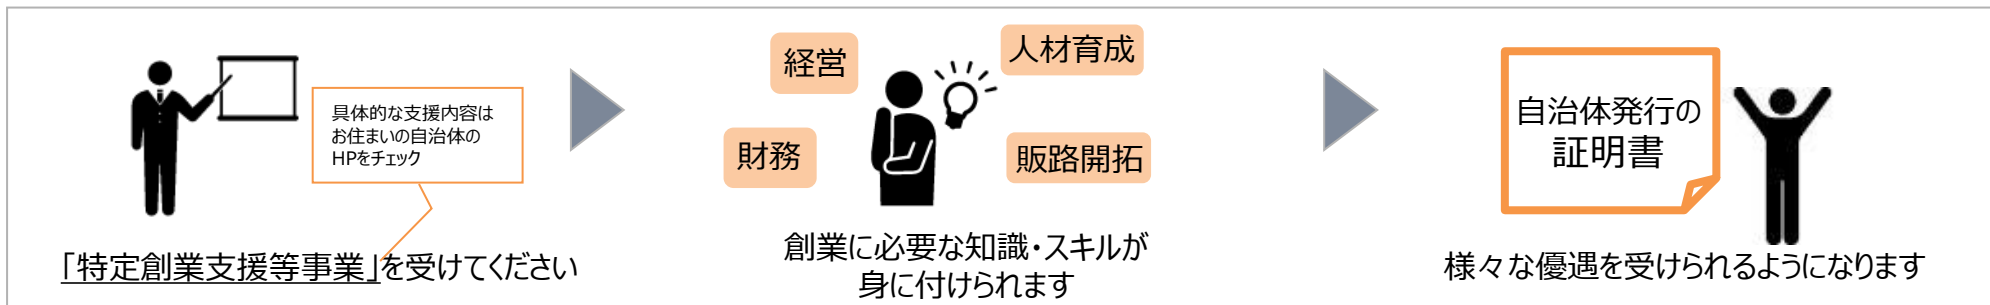 具体的な支援内容は
お住まいの自治体の
HPをチェック
「特定創業支援等事業」を受けてください
経営
人材育成
財務
販路開拓
創業に必要な知識・スキルが
身に付けられます
自治体発行の
証明書
様々な優遇を受けられるようになります